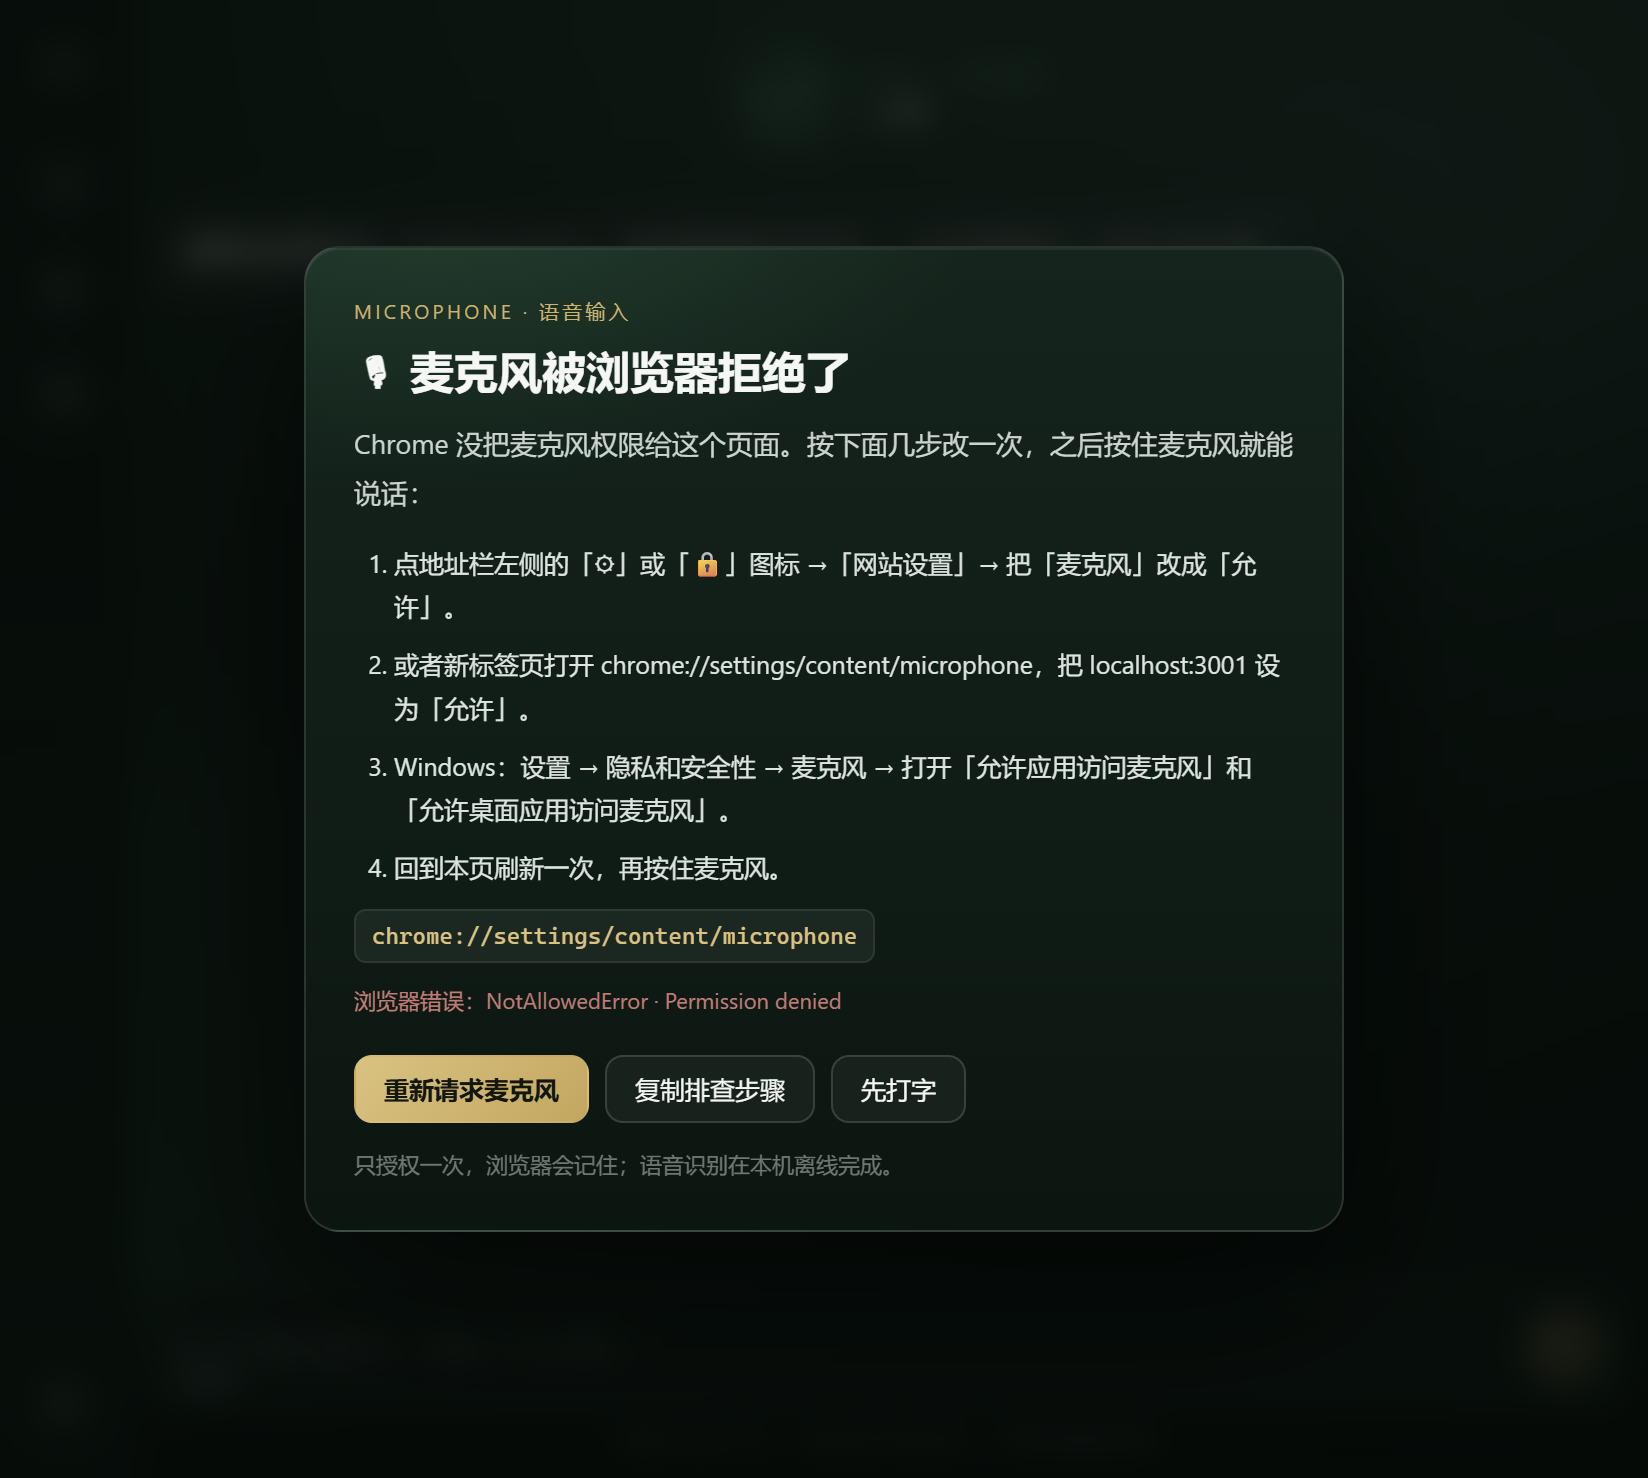 MICROPHONE · 语音输入
🎙 麦克风被浏览器拒绝了
Chrome 没把麦克风权限给这个页面。按下面几步改一次，之后按住麦克风就能
说话：
1. 点地址栏左侧的「⚙」或「🔒」图标 →「网站设置」→ 把「麦克风」改成「允
许」。
2. 或者新标签页打开 chrome://settings/content/microphone，把 localhost:3001 设
为「允许」。
3. Windows：设置 → 隐私和安全性 → 麦克风 → 打开「允许应用访问麦克风」和
「允许桌面应用访问麦克风」。
4. 回到本页刷新一次，再按住麦克风。
chrome://settings/content/microphone
浏览器错误：NotAllowedError · Permission denied
重新请求麦克风 复制排查步骤 先打字
只授权一次，浏览器会记住；语音识别在本机离线完成。